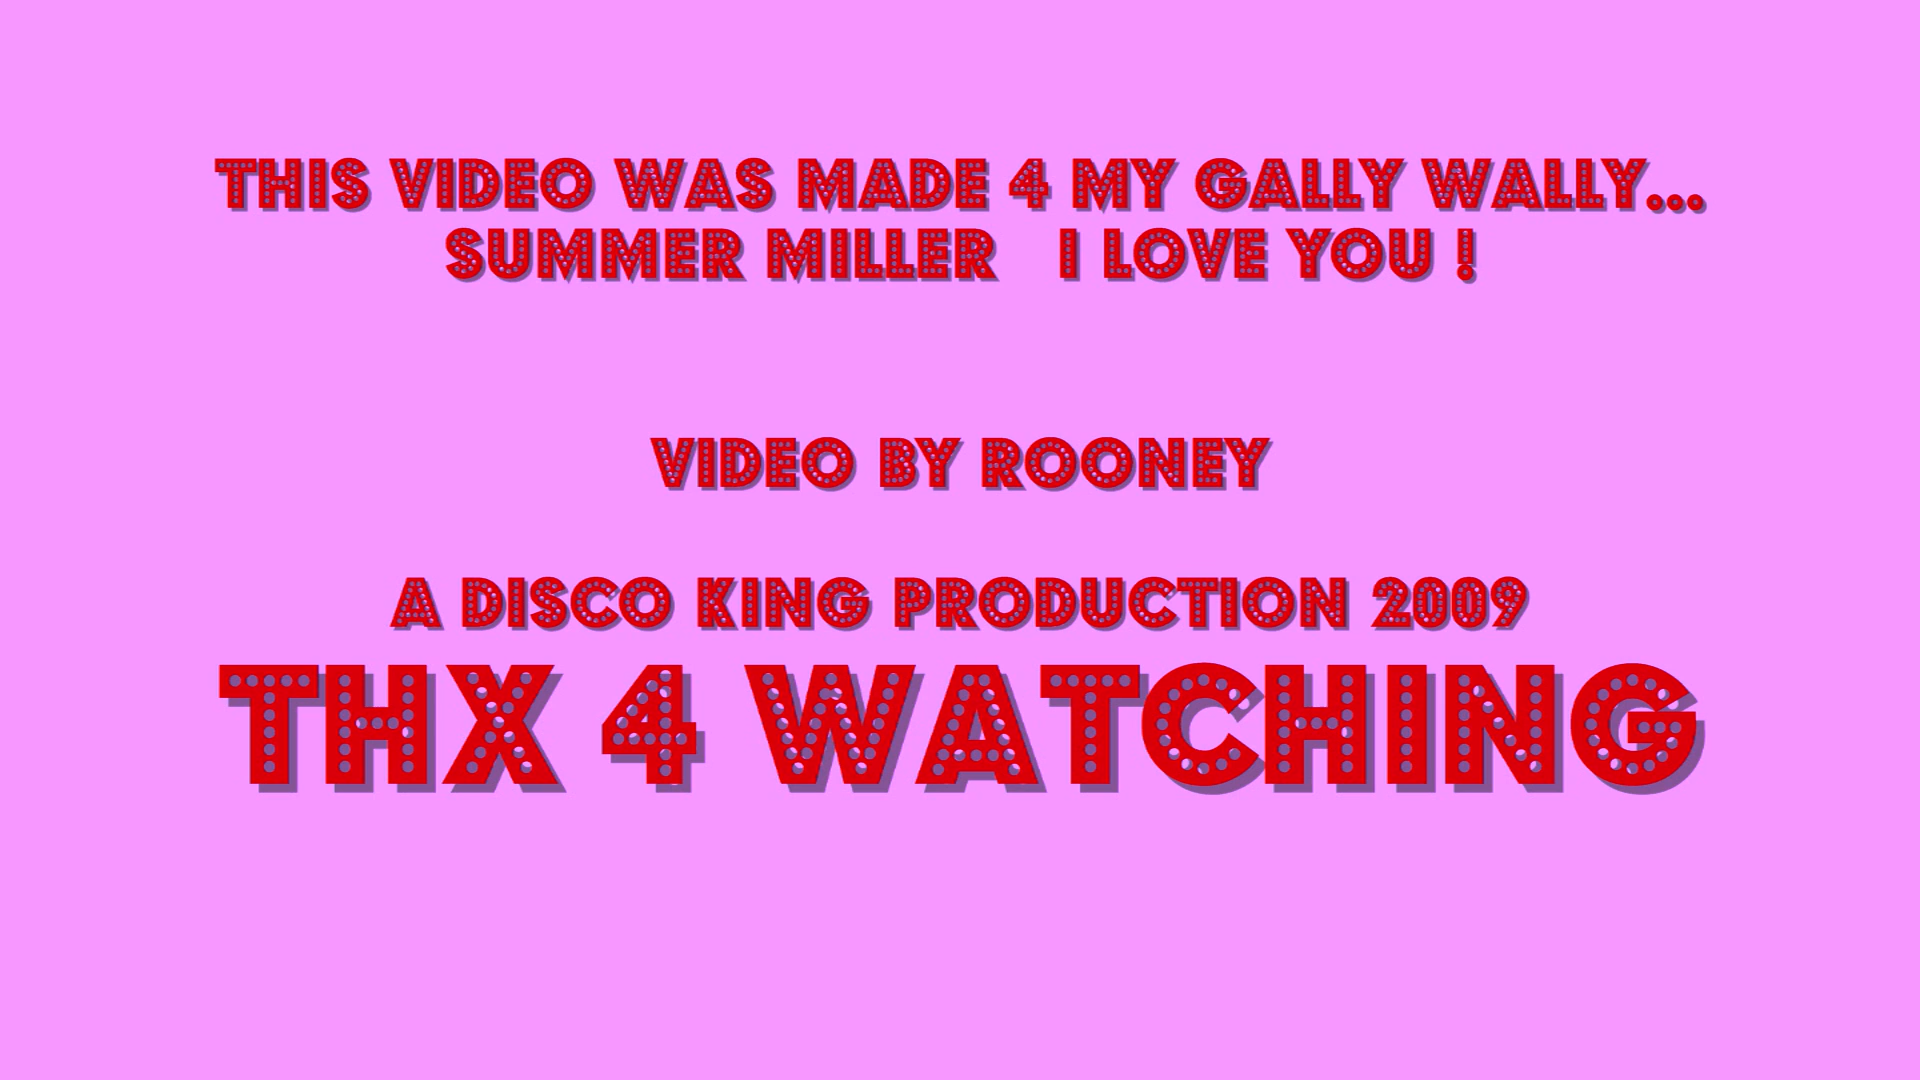 THIS VIDEO WAS MADE 4 MY GALLY WALLY...
SUMMER MILLER I LOVE YOU !
VIDEO BY ROONEY
A DISCO KING PRODUCTION 2009
THX 4 WATCHING